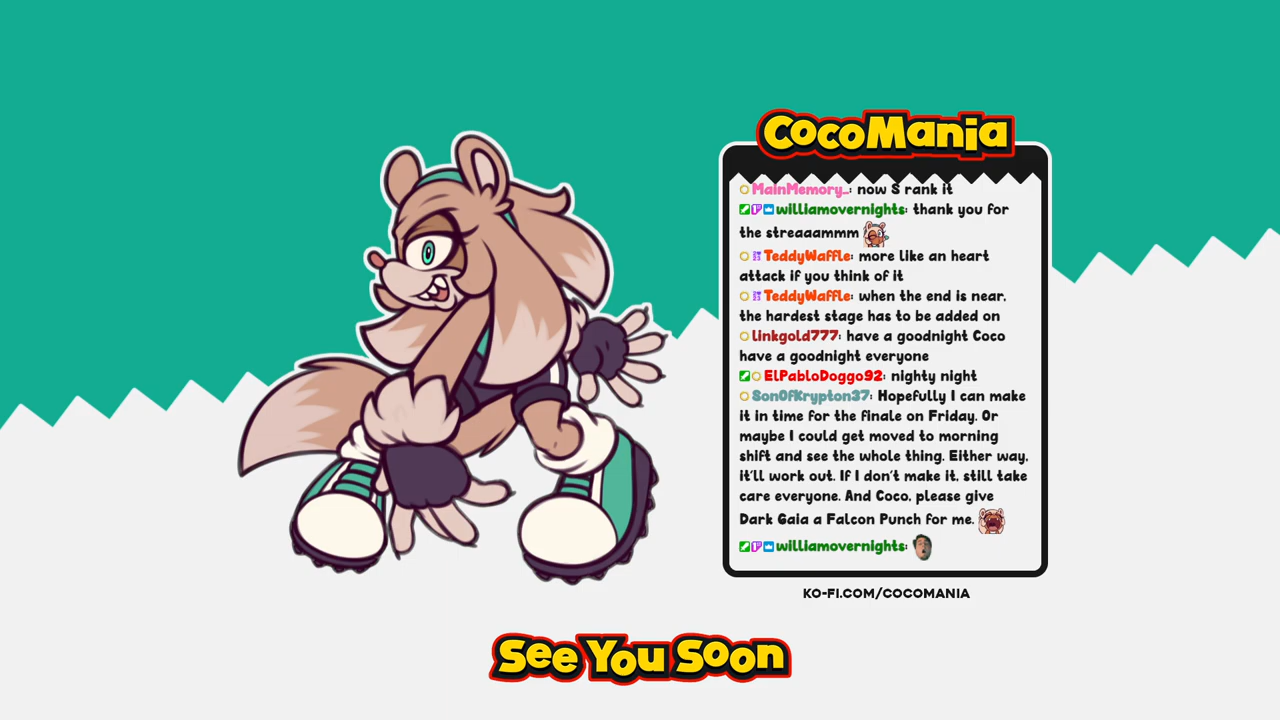 CocoMania
MainMemory_: now S rank it
williamovernights: thank you for
the streaaammm
TeddyWaffle: more like an heart
attack if you think of it
TeddyWaffle: when the end is near,
the hardest stage has to be added on
linkgold777: have a goodnight Coco
have a goodnight everyone
ElPabloDoggo92: nighty night
SonOfKrypton37: Hopefully I can make
it in time for the finale on Friday. Or
maybe I could get moved to morning
shift and see the whole thing. Either way,
it'll work out. If I don't make it, still take
care everyone. And Coco, please give
Dark Gaia a Falcon Punch for me.
williamovernights:
KO-FI.COM/COCOMANIA
See You Soon